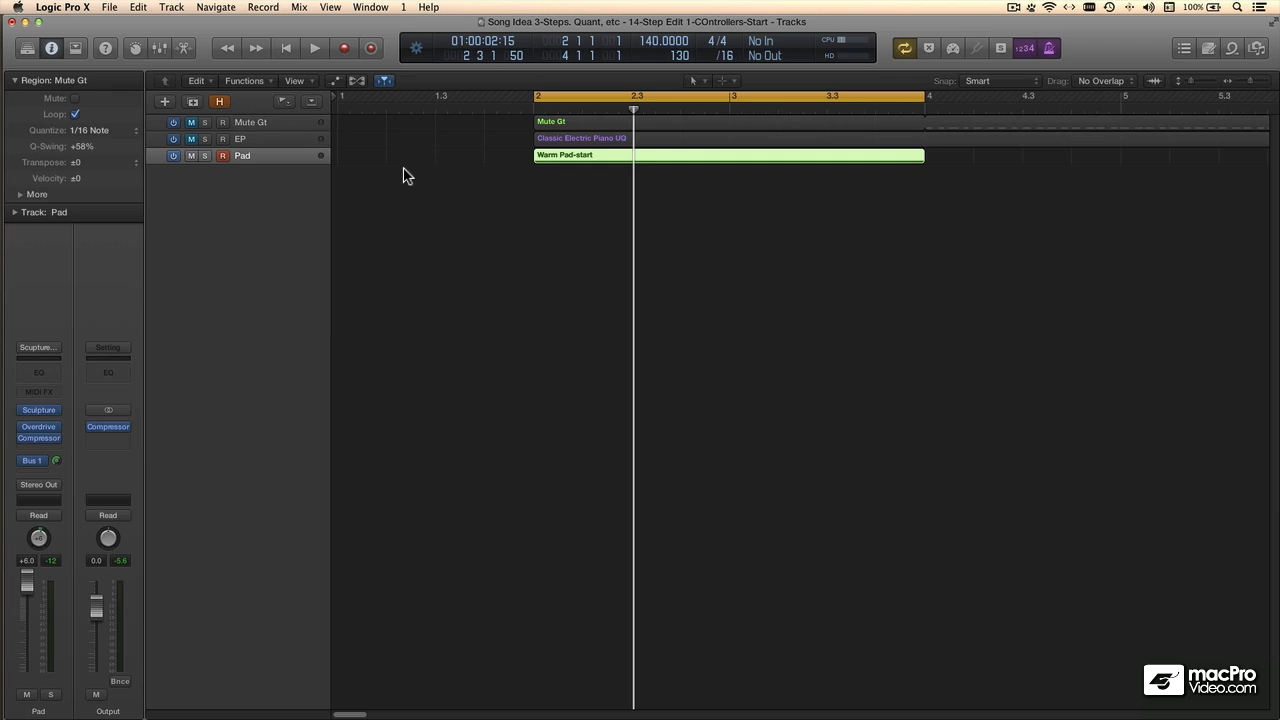 Logic Pro X File Edit Track Navigate Record Mix View Window 1 Help 100%
Song Idea 3-Steps. Quant, etc - 14-Step Edit 1-COntrollers-Start - Tracks
01:00:02:15 2 1 1 1 140.0000 4/4 No In CPU
2 3 1 50 4 1 1 1 130 /16 No Out HD
S 1234
Region: Mute Gt
Edit Functions View Snap: Smart Drag: No Overlap
Mute:
Loop:
Quantize: 1/16 Note
Q-Swing: +58%
Transpose: ±0
Velocity: ±0
More
Track: Pad
H
1 1.3 2 2.3 3 3.3 4 4.3 5 5.3
M S R Mute Gt
M S R EP
M S R Pad
Mute Gt
Classic Electric Piano UQ
Warm Pad-start
Scupture... Setting
EQ EQ
MIDI FX
Sculpture
Overdrive Compressor
Compressor
Bus 1
Stereo Out
Read Read
+6
+6.0 -12 0.0 -5.6
Bnce
M S M
Pad Output
macPro
Video.com